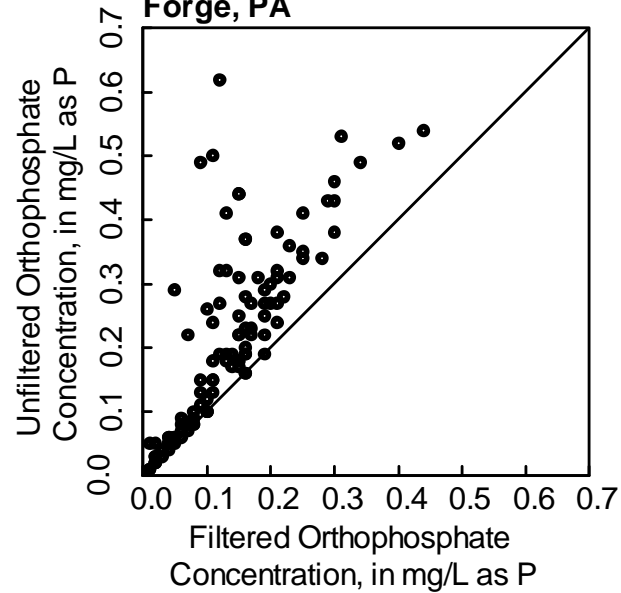 Forge, PA
Unfiltered Orthophosphate
Concentration, in mg/L as P
0.7
0.6
0.5
0.4
0.3
0.2
0.1
0.0
0.0 0.1 0.2 0.3 0.4 0.5 0.6 0.7
Filtered Orthophosphate
Concentration, in mg/L as P